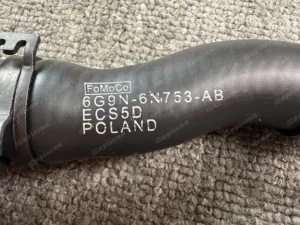 FoMoCo
6G9N-6N753-AB
ECS5D
POLAND